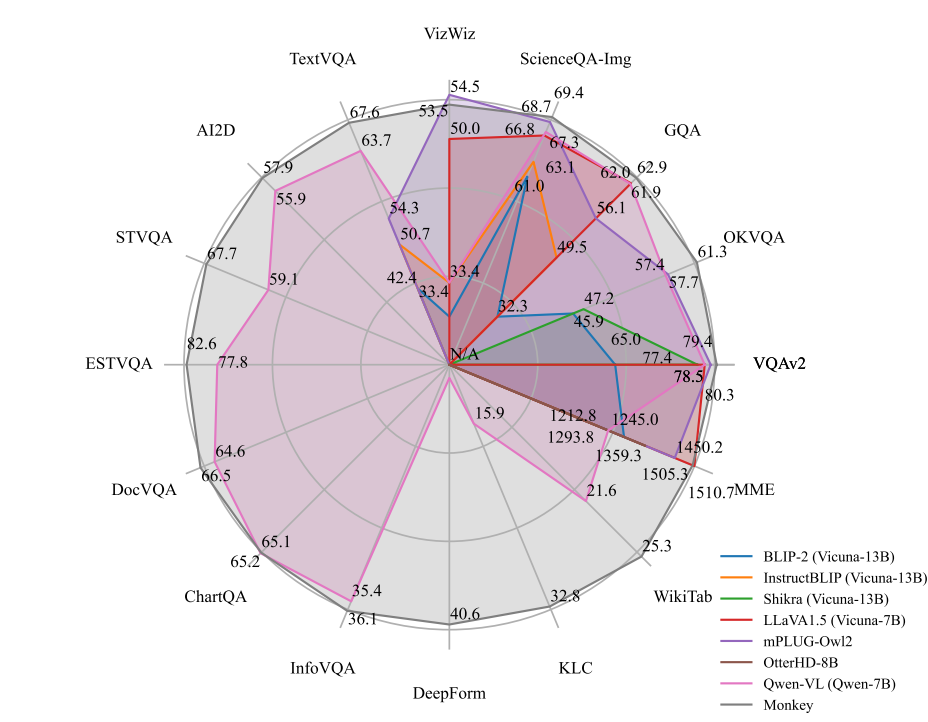 VizWiz
TextVQA
ScienceQA-Img
54.5
69.4
67.6
53.5
68.7
AI2D
50.0
66.8
GQA
63.7
67.3
57.9
63.1
62.0
62.9
55.9
61.0
61.9
54.3
56.1
STVQA
50.7
49.5
OKVQA
67.7
61.3
57.4
59.1
42.4
33.4
57.7
33.4
32.3
47.2
45.9
82.6
65.0
79.4
ESTVQA
77.8
N/A
77.4
VQAv2
78.5
80.3
15.9
1212.8
1245.0
1293.8
64.6
1359.3
1450.2
66.5
1505.3
DocVQA
21.6
1510.7
MME
65.1
25.3
65.2
BLIP-2 (Vicuna-13B)
InstructBLIP (Vicuna-13B)
35.4
ChartQA
32.8
WikiTab
Shikra (Vicuna-13B)
36.1
40.6
LLaVA1.5 (Vicuna-7B)
mPLUG-Owl2
InfoVQA
KLC
OtterHD-8B
Qwen-VL (Qwen-7B)
DeepForm
Monkey